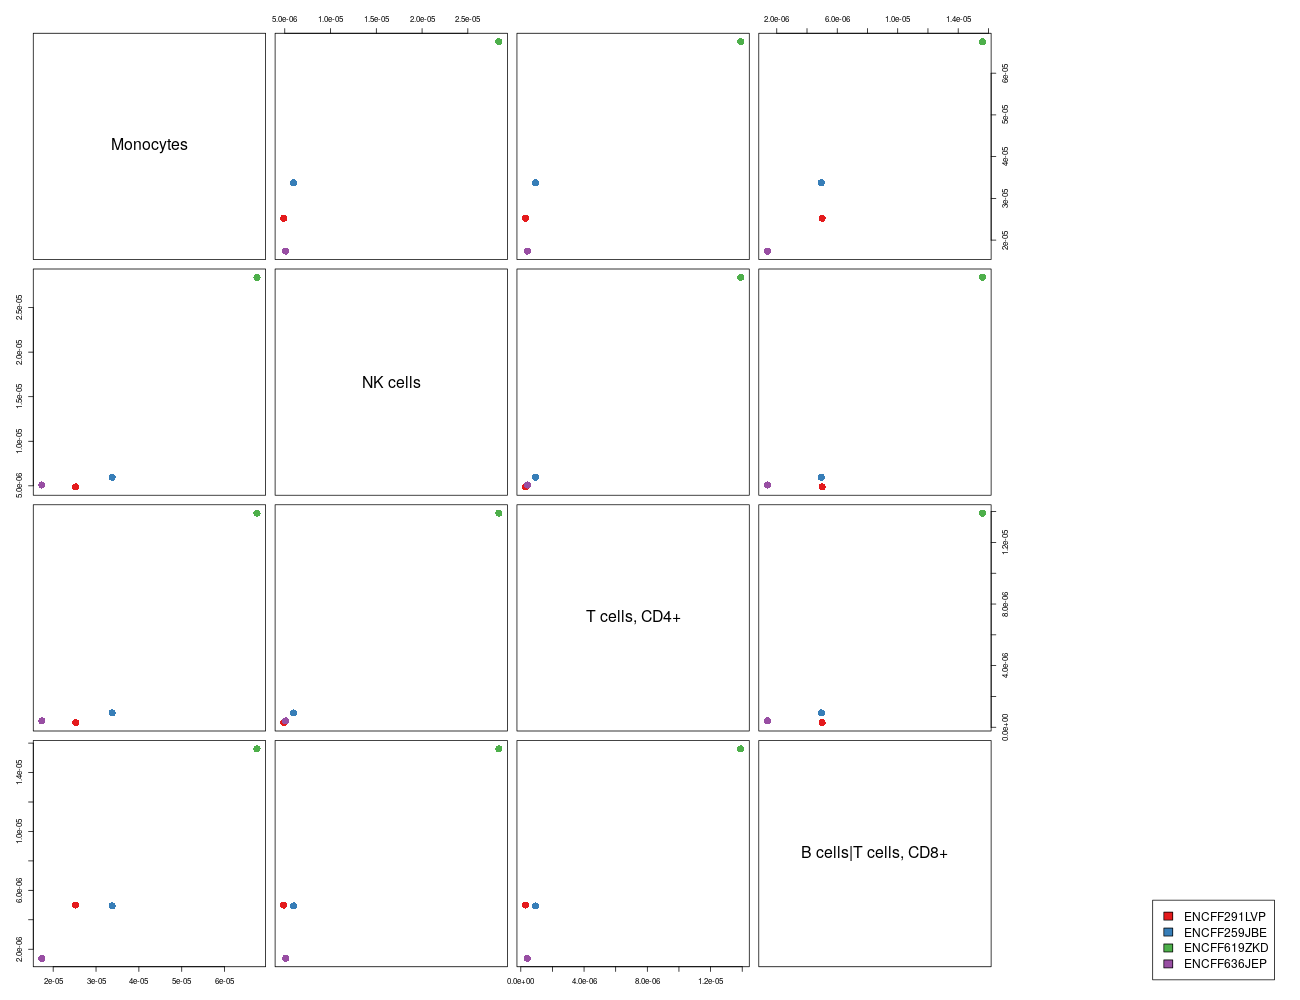 5.0e-06 1.0e-05 1.5e-05 2.0e-05 2.5e-05
2.0e-06 6.0e-06 1.0e-05 1.4e-05
Monocytes
2e-05 3e-05 4e-05 5e-05 6e-05
5.0e-06 1.0e-05 1.5e-05 2.0e-05 2.5e-05
NK cells
T cells, CD4+
0.0e+00 4.0e-06 8.0e-06 1.2e-05
2.0e-06 6.0e-06 1.0e-05 1.4e-05
B cells|T cells, CD8+
2e-05 3e-05 4e-05 5e-05 6e-05
0.0e+00 4.0e-06 8.0e-06 1.2e-05
ENCFF291LVP
ENCFF259JBE
ENCFF619ZKD
ENCFF636JEP